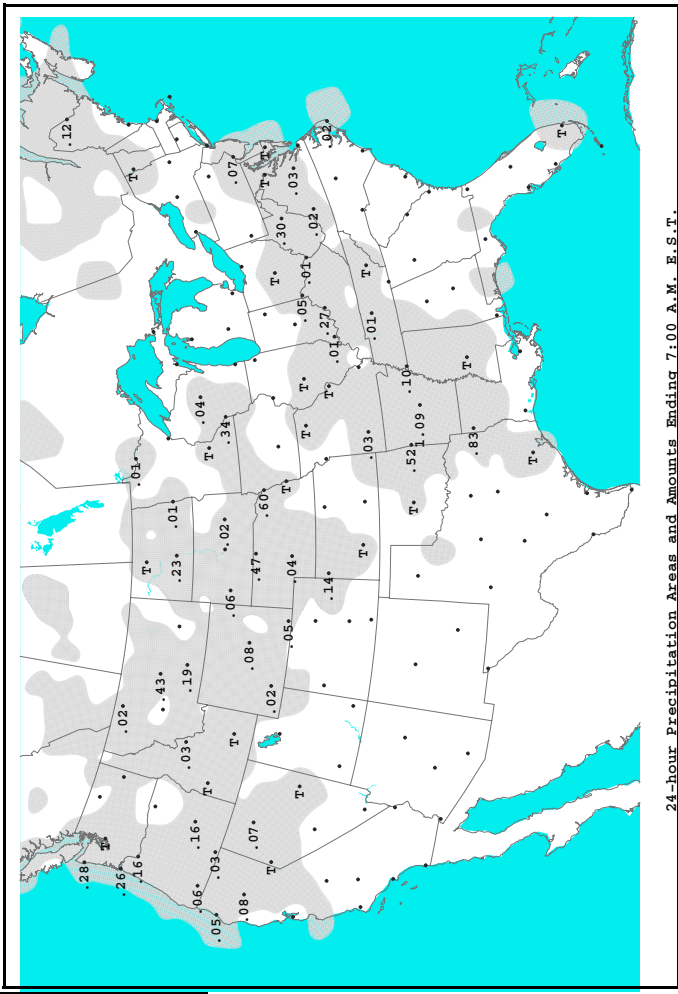 .12
.28
T
.26
.02
T
.16
.01
T
.43
.23
.01
.03
.19
.16
.06
.04
T
T
.05
.03
T
.06
.02
.34
.07
.08
.07
.08
.47
.60
T
T
T
.02
T
.30
T
.05
.04
.03
T
.05
T
T
.01
.02
.27
.02
.14
T
.01
T
T
.03
.01
.10
.52
T
1.09
T
.83
T
T
24-hour Precipitation Areas and Amounts Ending 7:00 A.M. E.S.T.